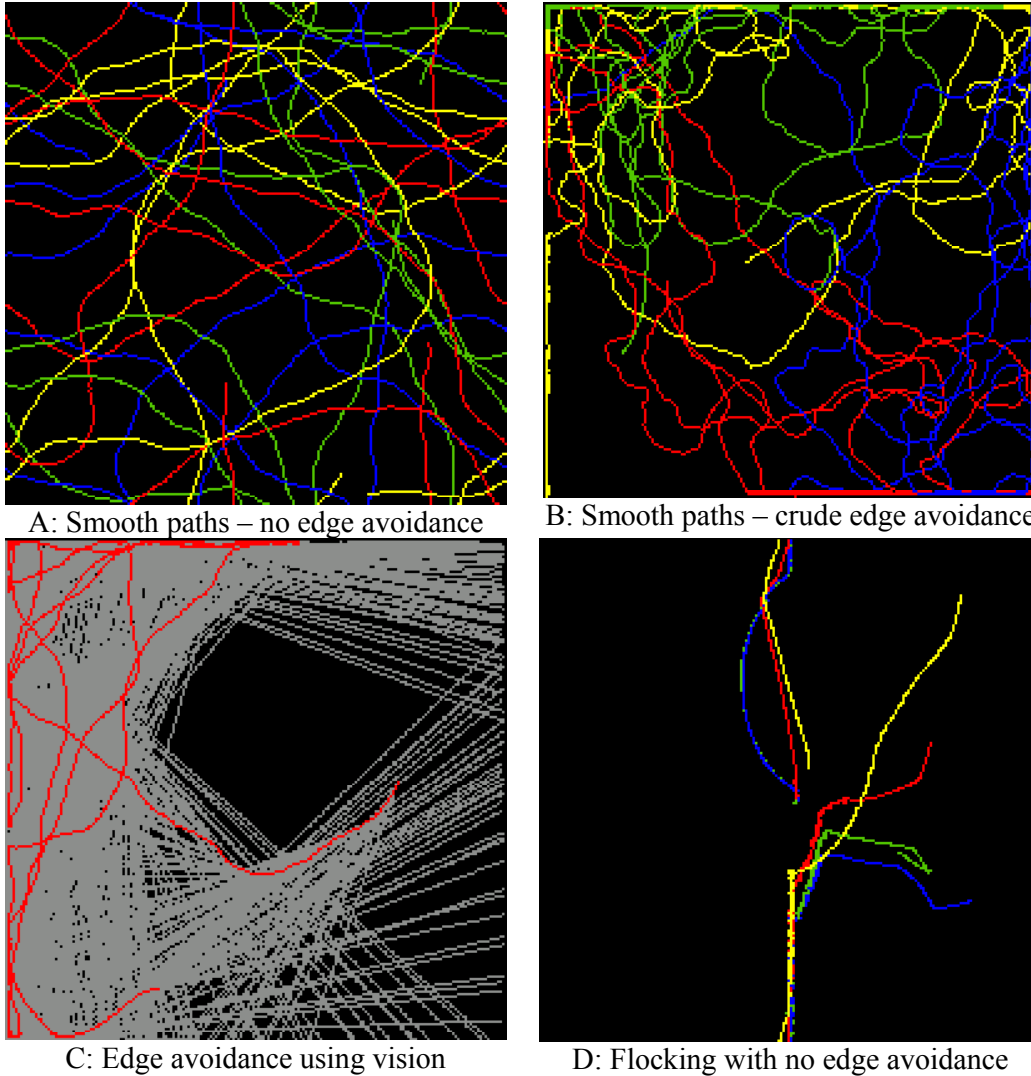 A: Smooth paths – no edge avoidance
B: Smooth paths – crude edge avoidance
C: Edge avoidance using vision
D: Flocking with no edge avoidance